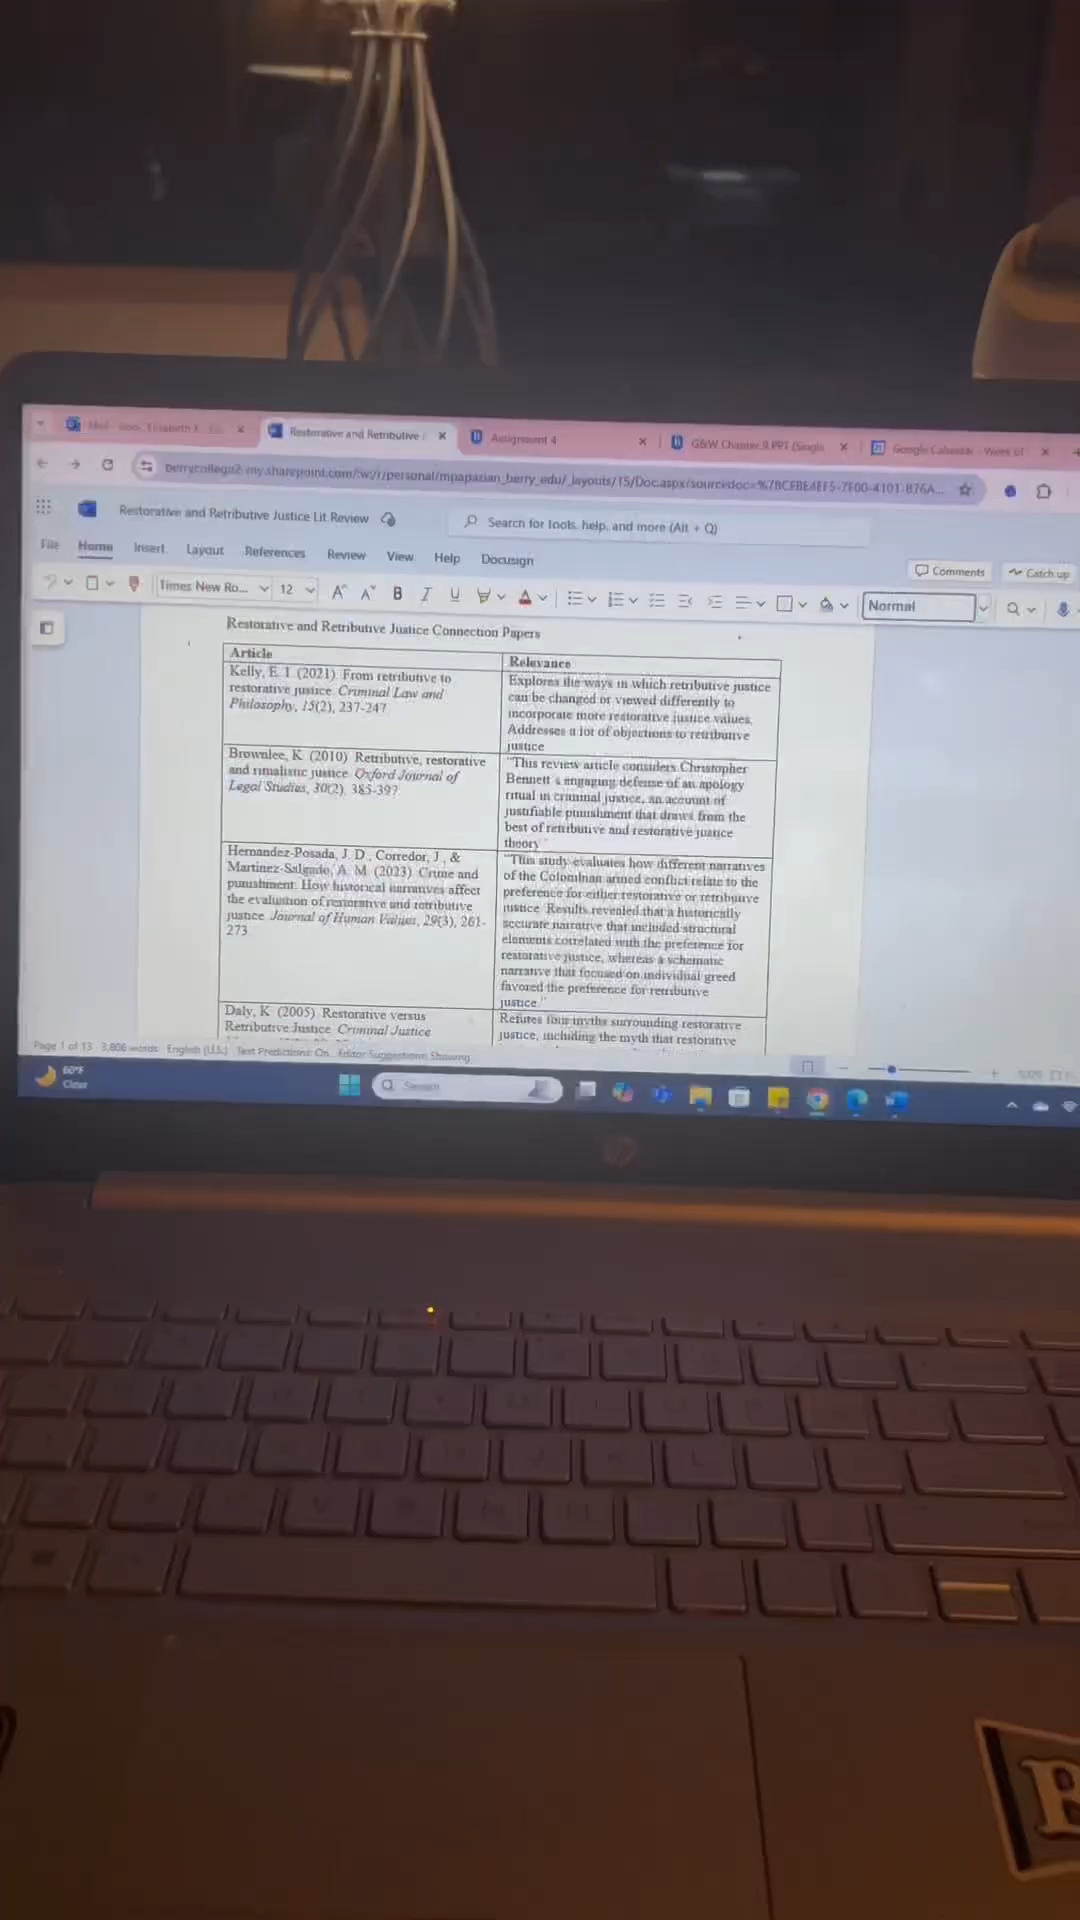 Restorative and Retributive
Assignment 4
G&W Chapter 9 PPT (Single
Google Calendar - Week of
Restorative and Retributive Justice Lit Review
Search for tools, help, and more (Alt + Q)
File Home Insert Layout References Review View Help Docusign
Comments Catch up
Times New Ro... 12 A A B I U A Normal
Restorative and Retributive Justice Connection Papers
Article
Kelly, E. I. (2021). From retributive to
restorative justice. Criminal Law and
Philosophy, 15(2), 237-247
Relevance
Explores the ways in which retributive justice
can be changed or viewed differently to
incorporate more restorative justice values.
Addresses a lot of objections to retributive
justice
Brownlee, K. (2010). Retributive, restorative
and ritualistic justice. Oxford Journal of
Legal Studies, 30(2), 385-397
"This review article considers Christopher
Bennett's engaging defense of an apology
ritual in criminal justice, an account of
justifiable punishment that draws from the
best of retributive and restorative justice
theory"
Hernandez-Posada, J. D., Corredor, J., &
Martinez-Salgado, A. M. (2023). Crime and
punishment: How historical narratives affect
the evaluation of restorative and retributive
justice. Journal of Human Values, 29(3), 261-
273
"This study evaluates how different narratives
of the Colombian armed conflict relate to the
preference for either restorative or retributive
justice. Results revealed that a historically
accurate narrative that included structural
elements correlated with the preference for
restorative justice, whereas a schematic
narrative that focused on individual greed
favored the preference for retributive
justice."
Daly, K. (2005). Restorative versus
Retributive Justice. Criminal Justice
Refutes four myths surrounding restorative
justice, including the myth that restorative
Page 1 of 13 3,806 words English (U.S.) Text Predictions: On Editor Suggestions: Showing
100%
60°F
Clear
Search